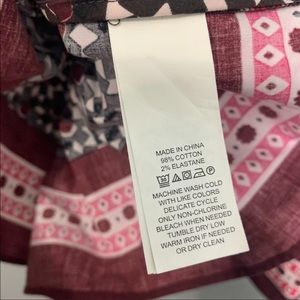 MADE IN CHINA
98% COTTON
2% ELASTANE
MACHINE WASH COLD
WITH LIKE COLORS
DELICATE CYCLE
ONLY NON-CHLORINE
BLEACH WHEN NEEDED
TUMBLE DRY LOW
WARM IRON IF NEEDED
OR DRY CLEAN